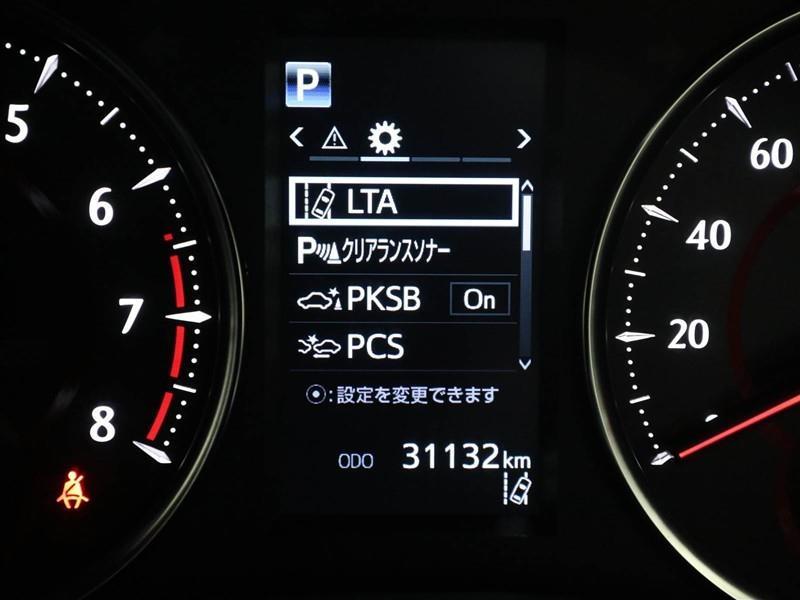 P
LTA
P クリアランスソナー
PKSB On
PCS
:設定を変更できます
ODO 31132km
5
6
7
8
60
40
20